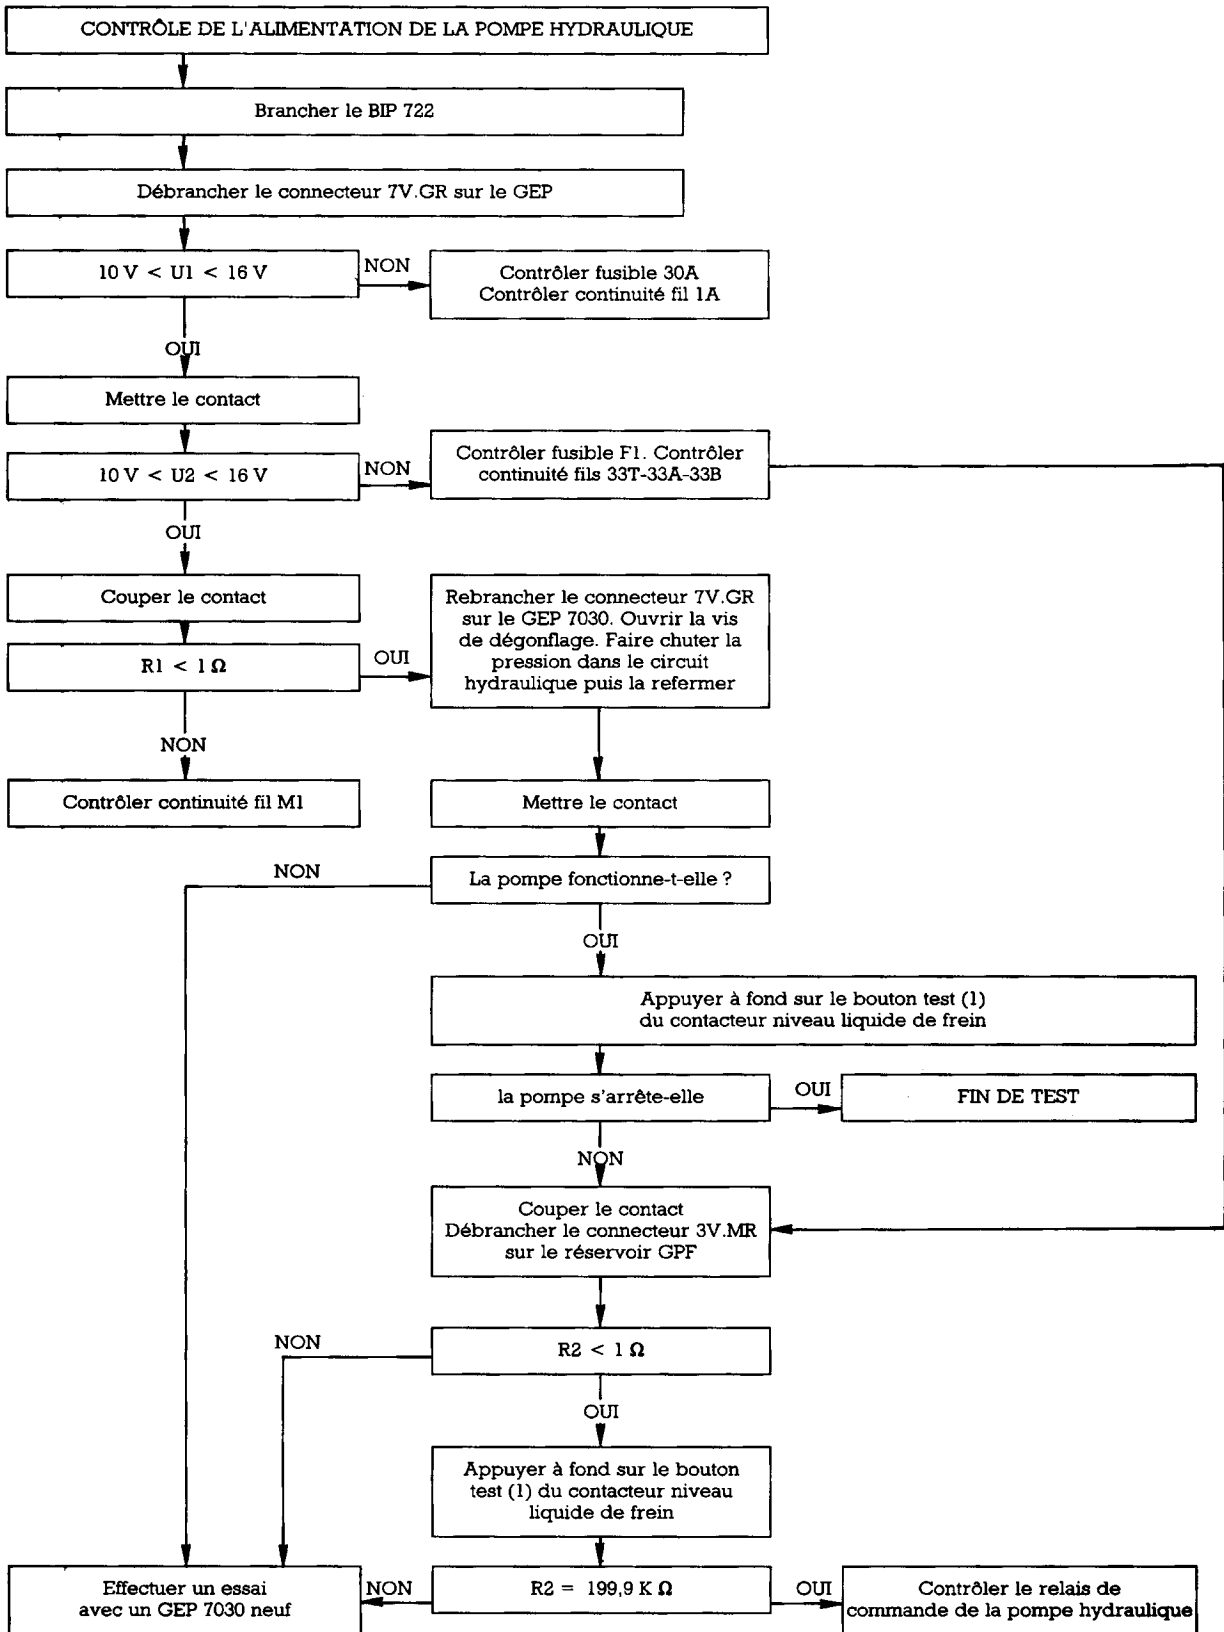 CONTRÔLE DE L'ALIMENTATION DE LA POMPE HYDRAULIQUE
Brancher le BIP 722
Débrancher le connecteur 7V.GR sur le GEP
10 V < U1 < 16 V
NON
Contrôler fusible 30A
Contrôler continuité fil 1A
OUI
Mettre le contact
10 V < U2 < 16 V
NON
Contrôler fusible F1. Contrôler
continuité fils 33T-33A-33B
OUI
Couper le contact
R1 < 1 Ω
OUI
Rebrancher le connecteur 7V.GR
sur le GEP 7030. Ouvrir la vis
de dégonflage. Faire chuter la
pression dans le circuit
hydraulique puis la refermer
NON
Contrôler continuité fil M1
Mettre le contact
La pompe fonctionne-t-elle ?
NON
OUI
Appuyer à fond sur le bouton test (1)
du contacteur niveau liquide de frein
la pompe s'arrête-elle
OUI
FIN DE TEST
NON
Couper le contact
Débrancher le connecteur 3V.MR
sur le réservoir GPF
R2 < 1 Ω
NON
OUI
Appuyer à fond sur le bouton
test (1) du contacteur niveau
liquide de frein
R2 = 199,9 K Ω
NON
Effectuer un essai
avec un GEP 7030 neuf
OUI
Contrôler le relais de
commande de la pompe hydraulique